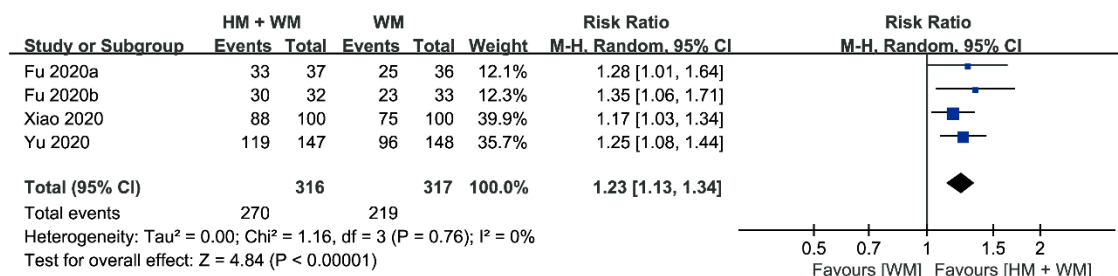 HM + WM WM Risk Ratio Risk Ratio
Study or Subgroup Events Total Events Total Weight M-H, Random, 95% CI M-H, Random, 95% CI
Fu 2020a 33 37 25 36 12.1% 1.28 [1.01, 1.64]
Fu 2020b 30 32 23 33 12.3% 1.35 [1.06, 1.71]
Xiao 2020 88 100 75 100 39.9% 1.17 [1.03, 1.34]
Yu 2020 119 147 96 148 35.7% 1.25 [1.08, 1.44]
Total (95% CI) 316 317 100.0% 1.23 [1.13, 1.34]
Total events 270 219
Heterogeneity: Tau² = 0.00; Chi² = 1.16, df = 3 (P = 0.76); I² = 0%
Test for overall effect: Z = 4.84 (P < 0.00001)
0.5 0.7 1 1.5 2
Favours [WM] Favours [HM + WM]